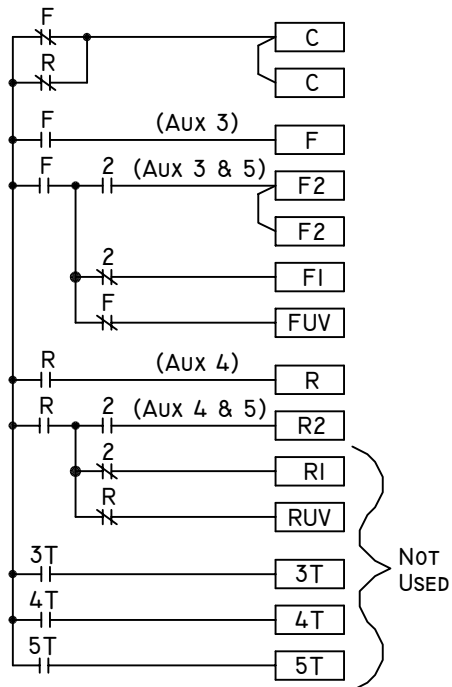 F
C
R
C
F (Aux 3)
F
F 2 (Aux 3 & 5)
F2
F2
2
F1
F
FUV
R (Aux 4)
R
R 2 (Aux 4 & 5)
R2
2
R1
R
RUV
3T
3T
4T
4T
5T
5T
Not
Used